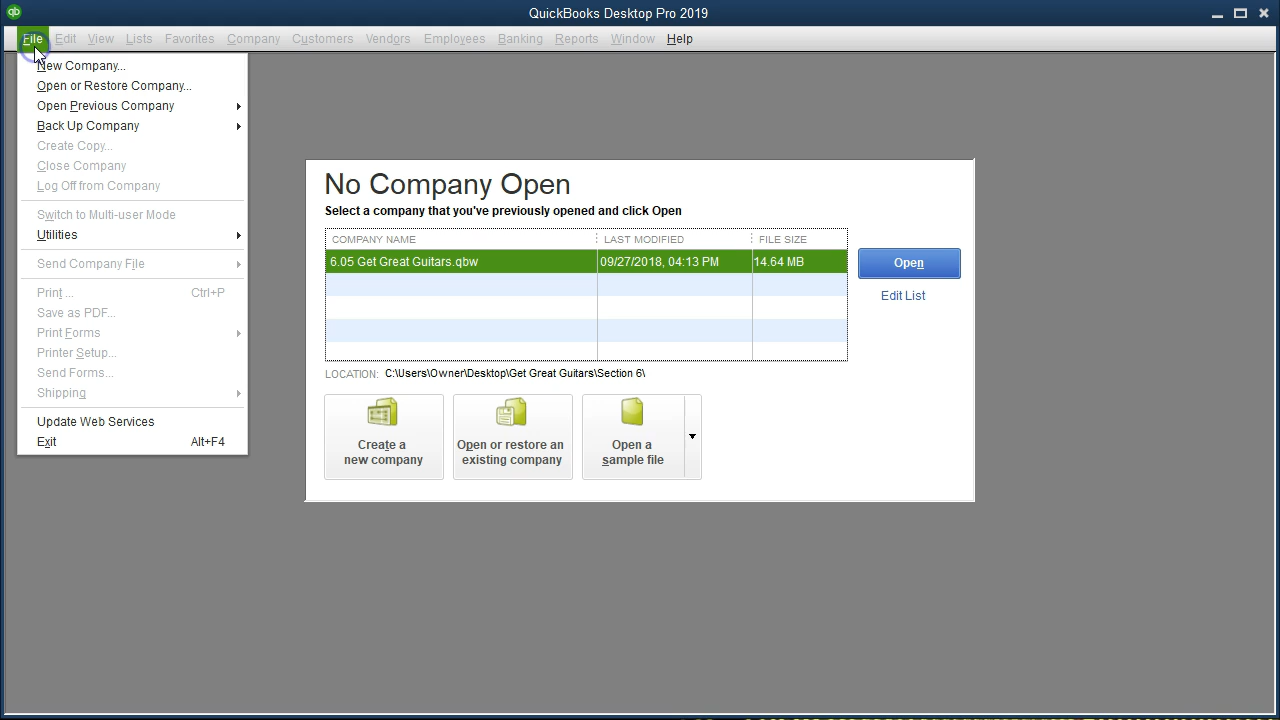 qb
QuickBooks Desktop Pro 2019
File Edit View Lists Favorites Company Customers Vendors Employees Banking Reports Window Help
New Company...
Open or Restore Company...
Open Previous Company
Back Up Company
Create Copy...
Close Company
Log Off from Company
Switch to Multi-user Mode
Utilities
Send Company File
Print ... Ctrl+P
Save as PDF...
Print Forms
Printer Setup...
Send Forms...
Shipping
Update Web Services
Exit Alt+F4
No Company Open
Select a company that you've previously opened and click Open
COMPANY NAME LAST MODIFIED FILE SIZE
6.05 Get Great Guitars.qbw 09/27/2018, 04:13 PM 14.64 MB
Open
Edit List
LOCATION: C:\Users\Owner\Desktop\Get Great Guitars\Section 6\
Create a
new company
Open or restore an
existing company
Open a
sample file